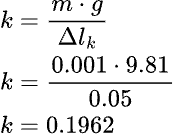 k = \frac{m \cdot g}{\Delta l_k}
k = \frac{0.001 \cdot 9.81}{0.05}
k = 0.1962